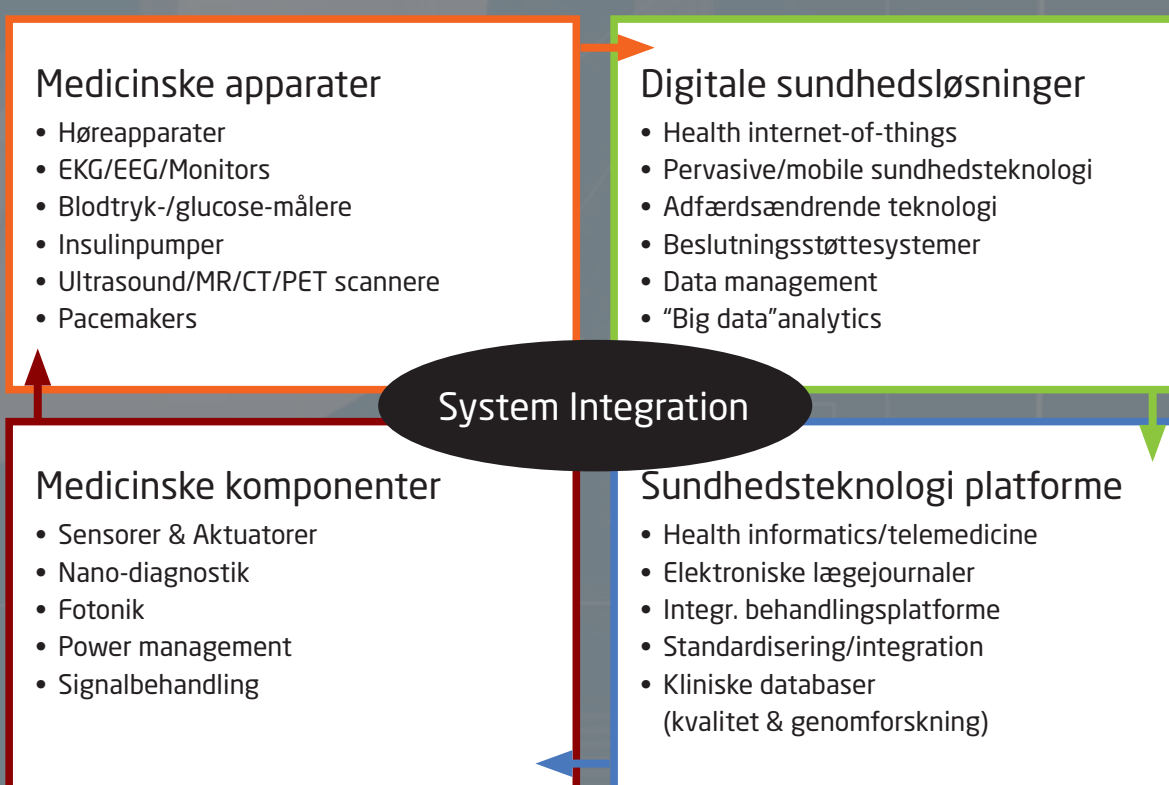 Medicinske apparater
• Høreapparater
• EKG/EEG/Monitors
• Blodtryk-/glucose-målere
• Insulinpumper
• Ultrasound/MR/CT/PET scannere
• Pacemakers
Digitale sundhedsløsninger
• Health internet-of-things
• Pervasive/mobile sundhedsteknologi
• Adfærdsændrende teknologi
• Beslutningsstøttesystemer
• Data management
• “Big data”analytics
System Integration
Medicinske komponenter
• Sensorer & Aktuatorer
• Nano-diagnostik
• Fotonik
• Power management
• Signalbehandling
Sundhedsteknologi platforme
• Health informatics/telemedicine
• Elektroniske lægejournaler
• Integr. behandlingsplatforme
• Standardisering/integration
• Kliniske databaser
(kvalitet & genomforskning)